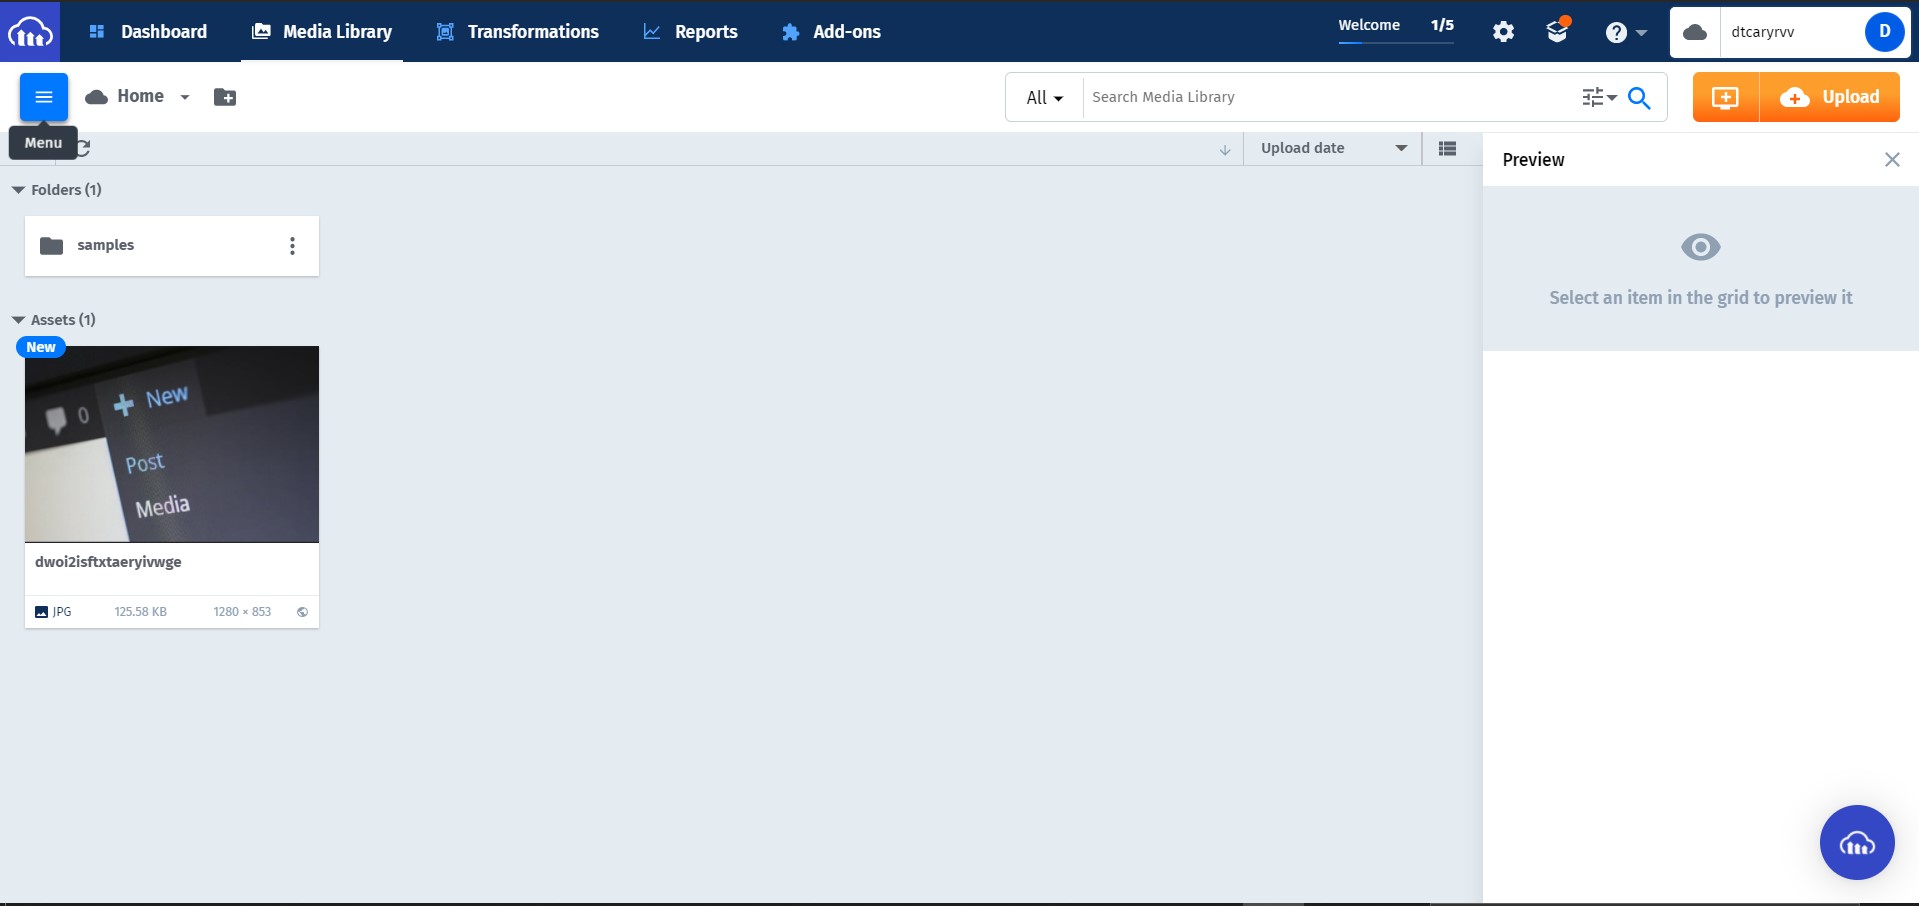 Dashboard
Media Library
Transformations
Reports
Add-ons
Welcome 1/5
dtcaryrvv
D
Home
All
Search Media Library
Upload
Menu
Upload date
Preview
Folders (1)
samples
Select an item in the grid to preview it
Assets (1)
New
0
New
Post
Media
dwoi2isftxtaeryivwge
JPG 125.58 KB 1280 × 853